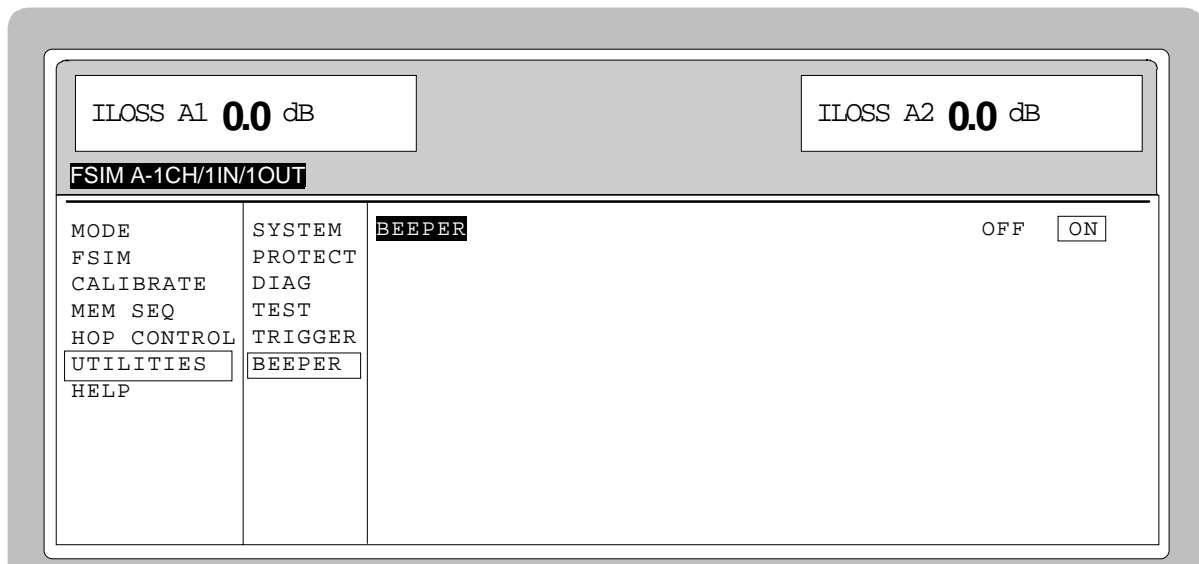 ILOSS A1 0.0 dB
ILOSS A2 0.0 dB
FSIM A-1CH/1IN/1OUT
MODE
FSIM
CALIBRATE
MEM SEQ
HOP CONTROL
UTILITIES
HELP
SYSTEM
PROTECT
DIAG
TEST
TRIGGER
BEEPER
BEEPER OFF ON